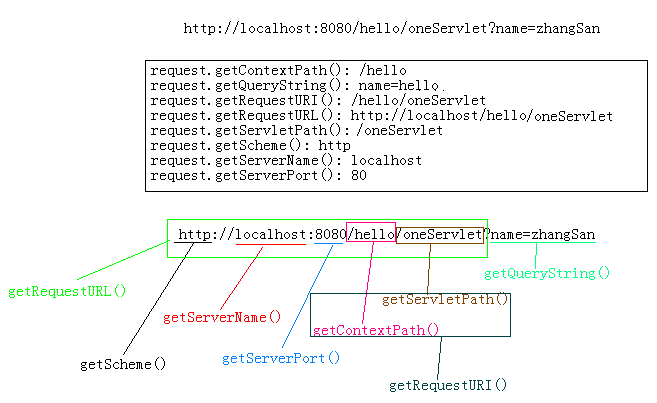 http://localhost:8080/hello/oneServlet?name=zhangSan
request.getContextPath(): /hello
request.getQueryString(): name=hello
request.getRequestURI(): /hello/oneServlet
request.getRequestURL(): http://localhost/hello/oneServlet
request.getServletPath(): /oneServlet
request.getScheme(): http
request.getServerName(): localhost
request.getServerPort(): 80
http://localhost:8080/hello/oneServlet?name=zhangSan
getQueryString()
getRequestURL()
getServletPath()
getServerName()
getContextPath()
getServerPort()
getScheme()
getRequestURI()